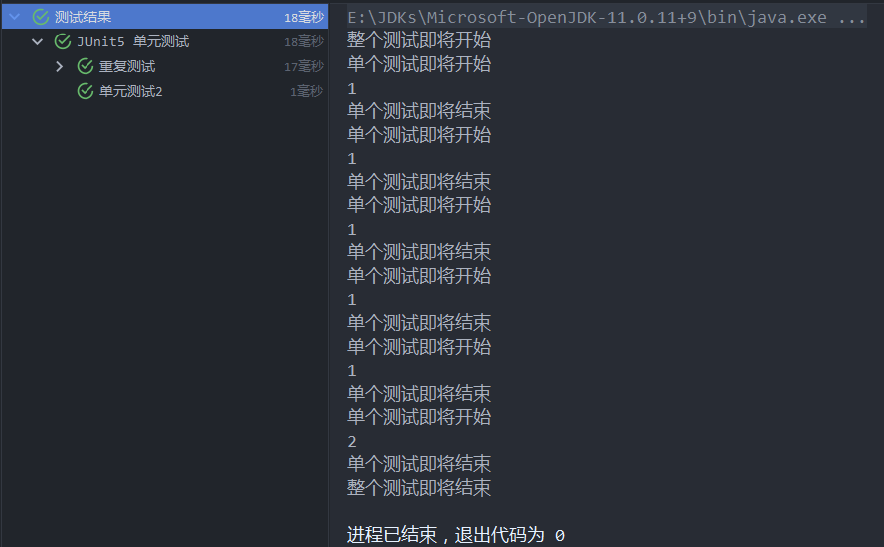 测试结果 18毫秒
JUnit5 单元测试 18毫秒
重复测试 17毫秒
单元测试2 1毫秒
E:\JDKs\Microsoft-OpenJDK-11.0.11+9\bin\java.exe ...
整个测试即将开始
单个测试即将开始
1
单个测试即将结束
单个测试即将开始
1
单个测试即将结束
单个测试即将开始
1
单个测试即将结束
单个测试即将开始
1
单个测试即将结束
单个测试即将开始
1
单个测试即将结束
单个测试即将开始
2
单个测试即将结束
整个测试即将结束
进程已结束，退出代码为 0